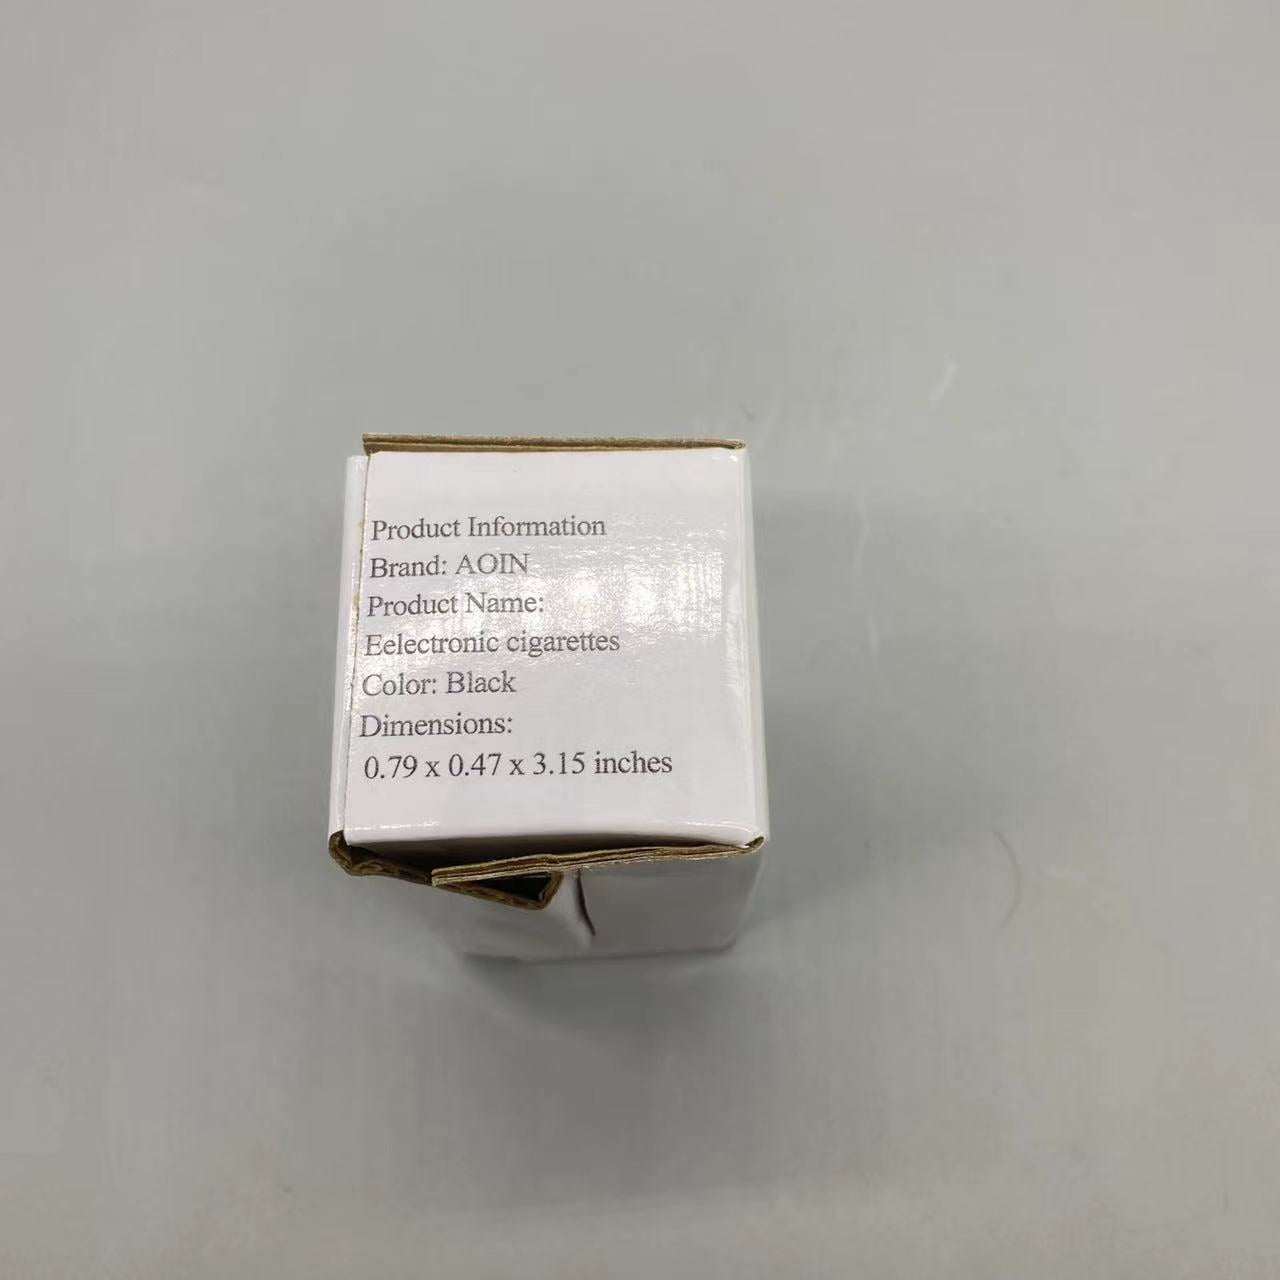 Product Information
Brand: AOIN
Product Name:
Eelectronic cigarettes
Color: Black
Dimensions:
0.79 x 0.47 x 3.15 inches